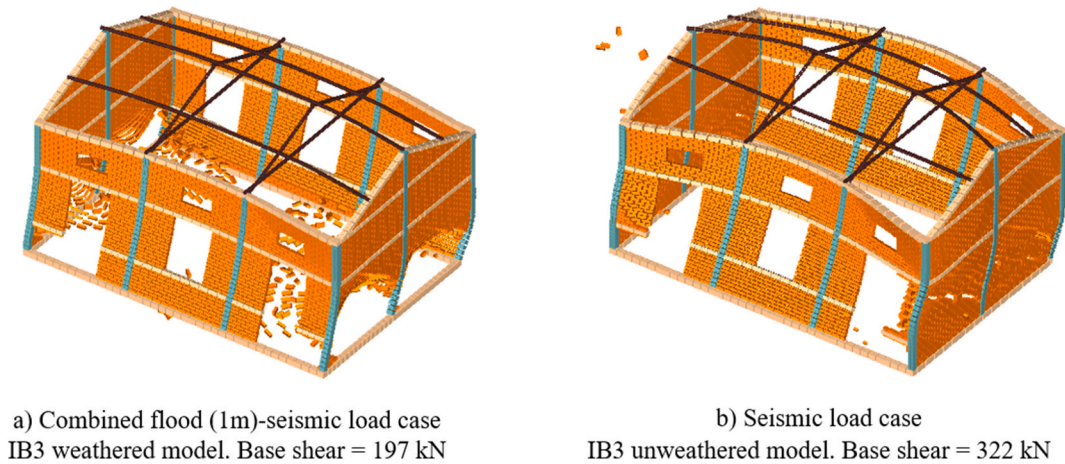 a) Combined flood (1m)-seismic load case
IB3 weathered model. Base shear = 197 kN
b) Seismic load case
IB3 unweathered model. Base shear = 322 kN